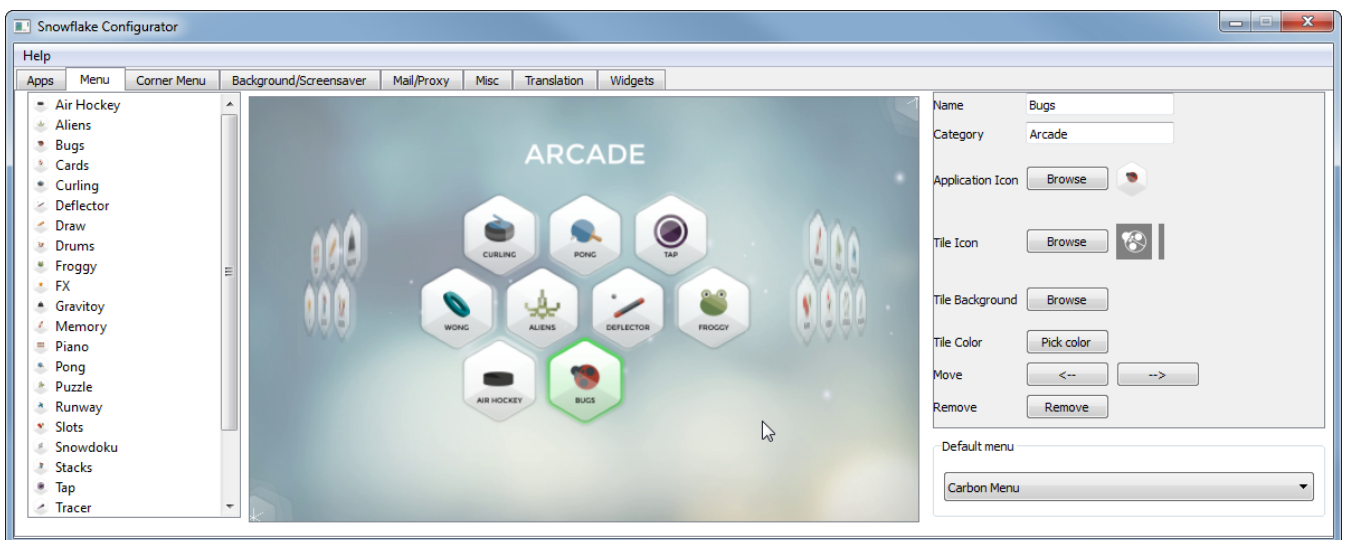 Snowflake Configurator
Help
Apps Menu Corner Menu Background/Screensaver Mail/Proxy Misc Translation Widgets
Air Hockey
Aliens
Bugs
Cards
Curling
Deflector
Draw
Drums
Froggy
FX
Gravitoy
Memory
Piano
Pong
Puzzle
Runway
Slots
Snowdoku
Stacks
Tap
Tracer
ARCADE
CURLING PONG TAP
WONG ALIENS DEFLECTOR FROGGY
AIR HOCKEY BUGS
Name Bugs
Category Arcade
Application Icon Browse
Tile Icon Browse
Tile Background Browse
Tile Color Pick color
Move <-- -->
Remove Remove
Default menu
Carbon Menu